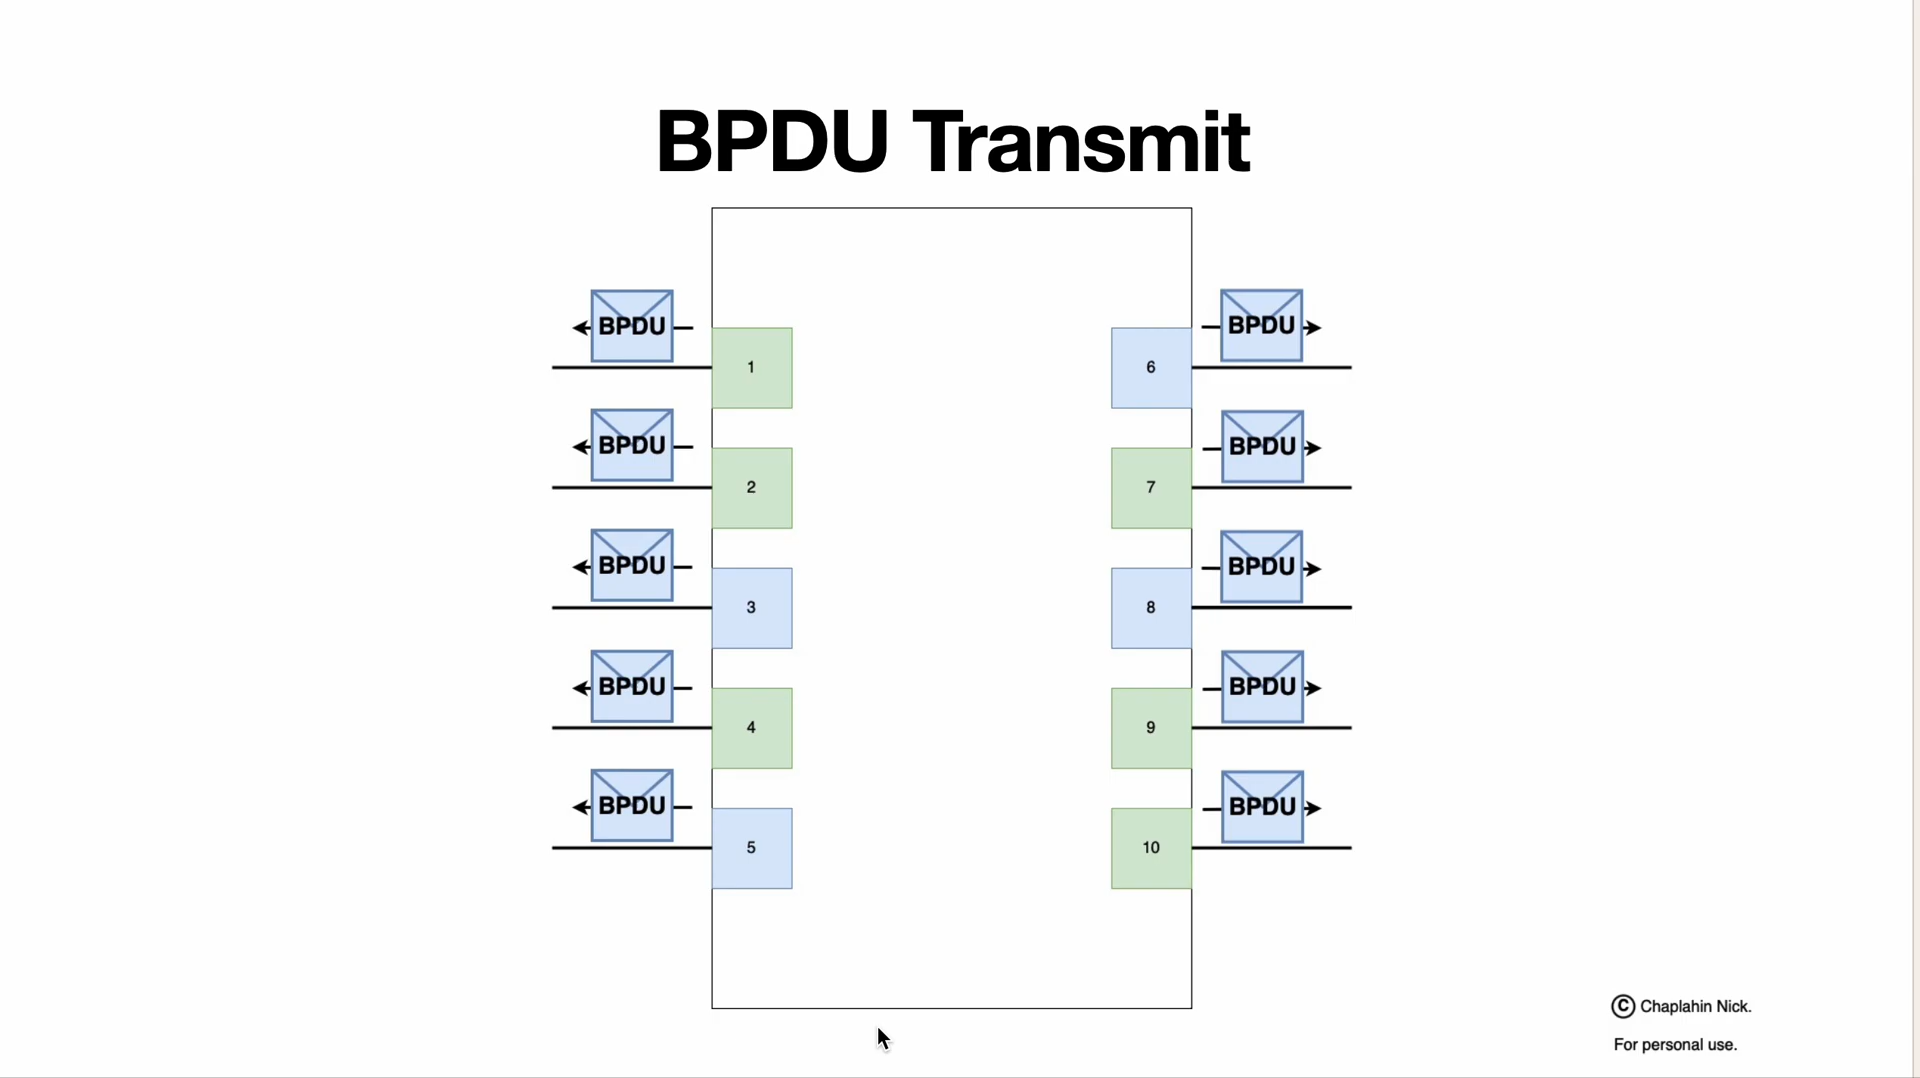 BPDU Transmit
BPDU
BPDU
1
6
BPDU
BPDU
2
7
BPDU
BPDU
3
8
BPDU
BPDU
4
9
BPDU
BPDU
5
10
© Chaplahin Nick.
For personal use.